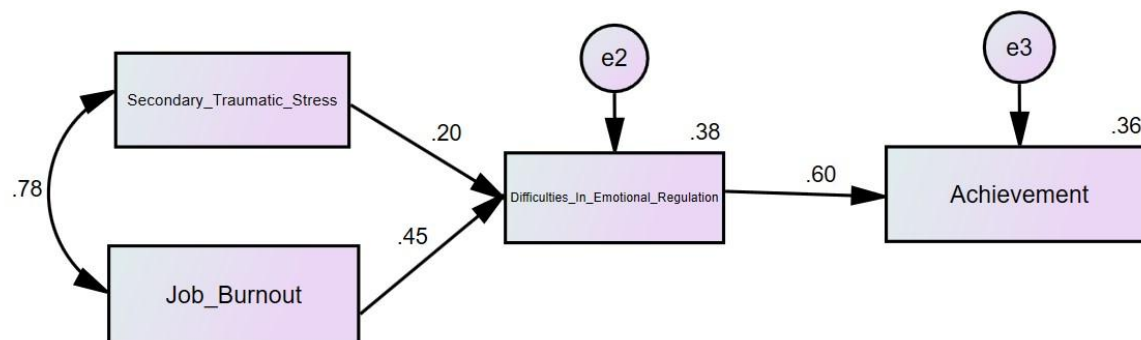 e2
e3
Secondary_Traumatic_Stress
.20
.38
.36
.78
Difficulties_In_Emotional_Regulation
.60
Achievement
.45
Job_Burnout